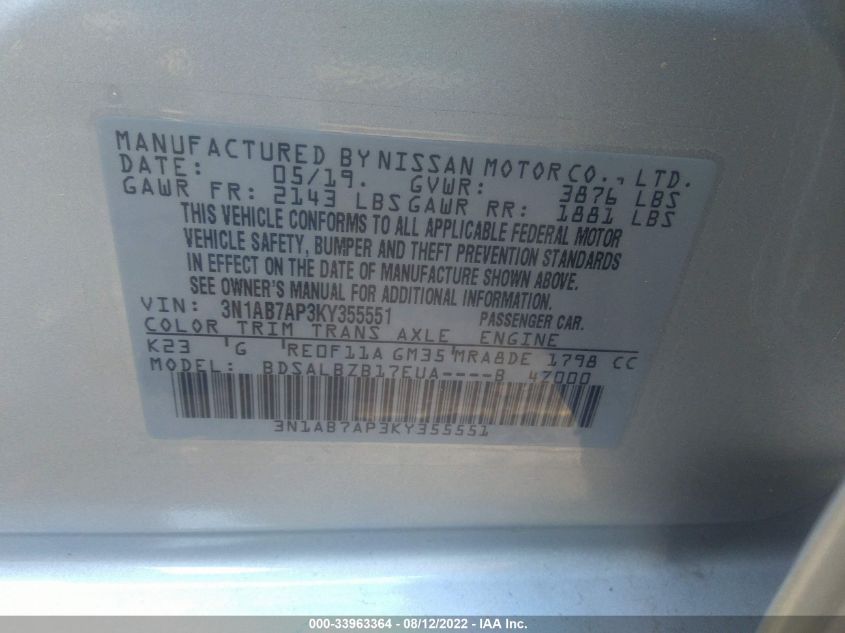 MANUFACTURED BY NISSAN MOTOR CO., LTD.
DATE: 05/19. GVWR: 3876 LBS
GAWR FR: 2143 LBS GAWR RR: 1881 LBS
THIS VEHICLE CONFORMS TO ALL APPLICABLE FEDERAL MOTOR
VEHICLE SAFETY, BUMPER AND THEFT PREVENTION STANDARDS
IN EFFECT ON THE DATE OF MANUFACTURE SHOWN ABOVE.
SEE OWNER'S MANUAL FOR ADDITIONAL INFORMATION.
VIN: 3N1AB7AP3KY355551 PASSENGER CAR.
COLOR TRIM TRANS AXLE ENGINE
K23 G RE0F11A GM35 MRA8DE 1798 CC
MODEL: BDSALBZB17EUA----B 47000
3N1AB7AP3KY355551
000-33963364 - 08/12/2022 - IAA Inc.